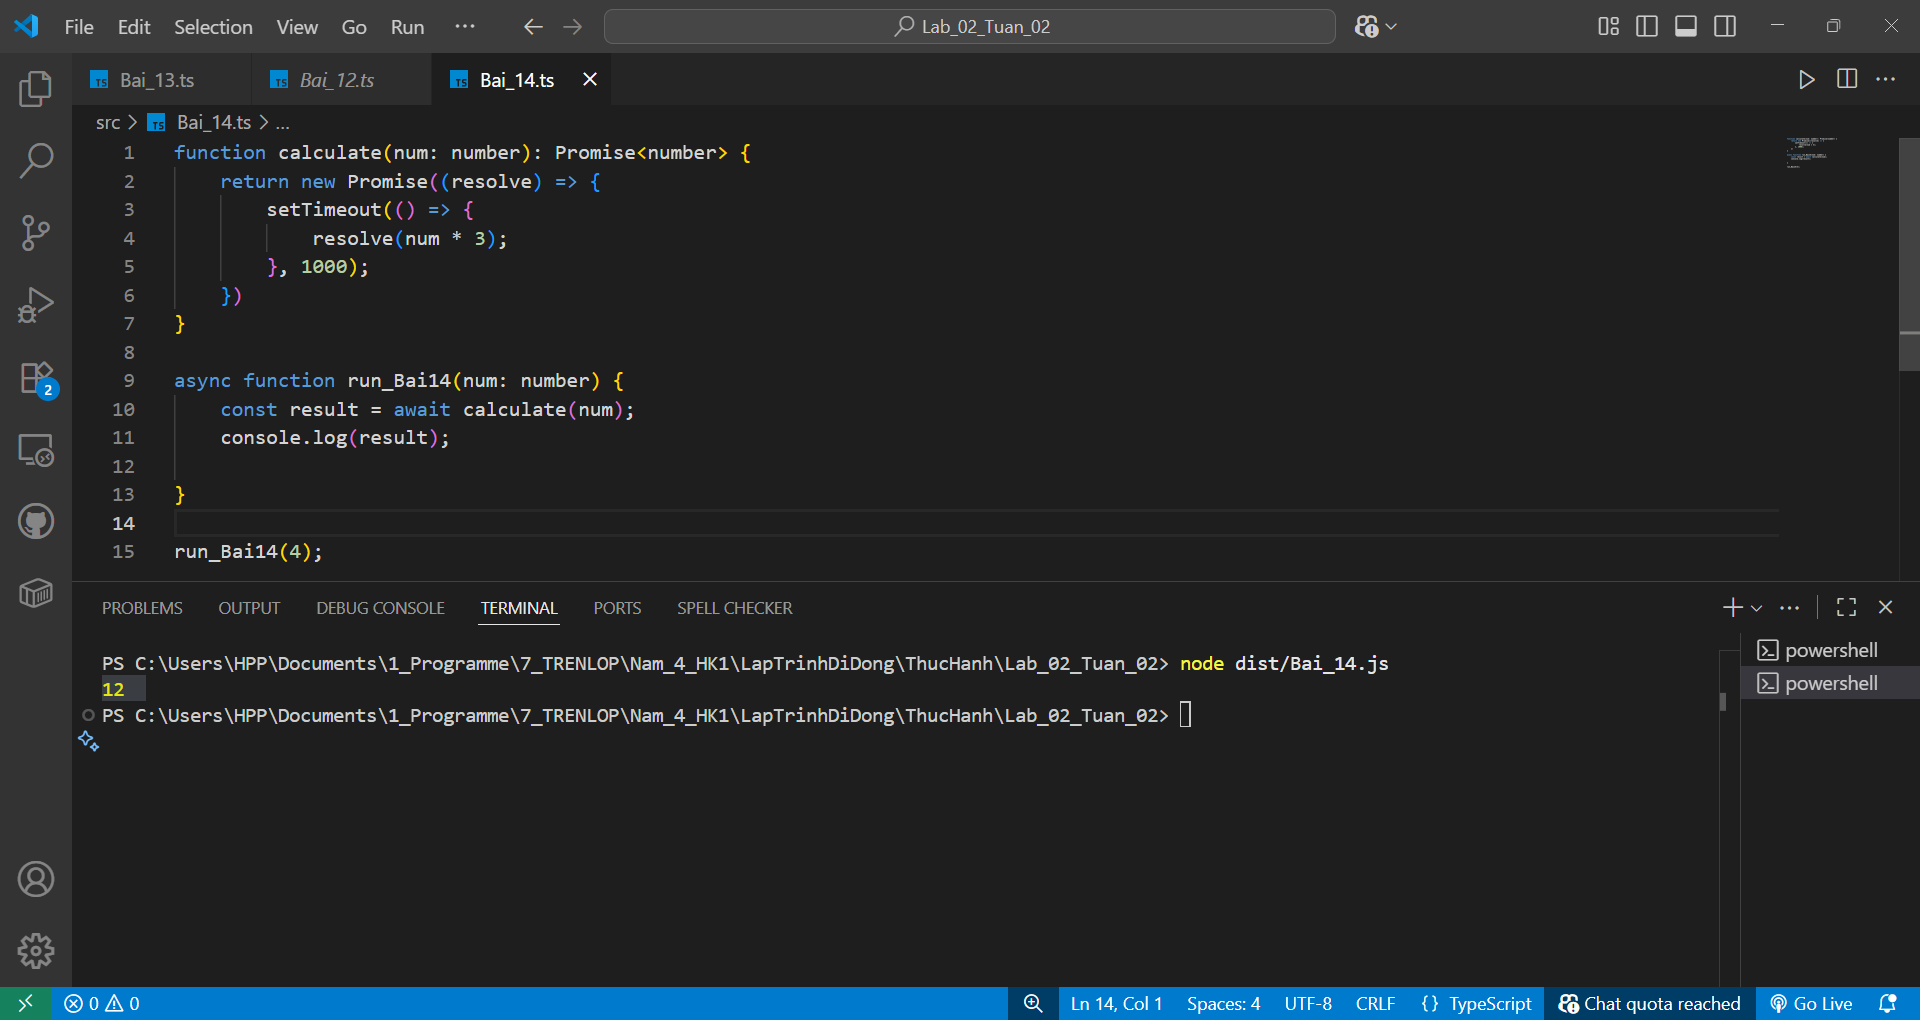 File Edit Selection View Go Run ··· Lab_02_Tuan_02
Bai_13.ts Bai_12.ts Bai_14.ts
src > Bai_14.ts > ...
1 function calculate(num: number): Promise<number> {
2 return new Promise((resolve) => {
3 setTimeout(() => {
4 resolve(num * 3);
5 }, 1000);
6 })
7 }
8
9 async function run_Bai14(num: number) {
10 const result = await calculate(num);
11 console.log(result);
12
13 }
14
15 run_Bai14(4);
PROBLEMS OUTPUT DEBUG CONSOLE TERMINAL PORTS SPELL CHECKER
PS C:\Users\HPP\Documents\1_Programme\7_TRENLOP\Nam_4_HK1\LapTrinhDiDong\ThucHanh\Lab_02_Tuan_02> node dist/Bai_14.js
12
PS C:\Users\HPP\Documents\1_Programme\7_TRENLOP\Nam_4_HK1\LapTrinhDiDong\ThucHanh\Lab_02_Tuan_02>
powershell
powershell
2
0 0 Ln 14, Col 1 Spaces: 4 UTF-8 CRLF {} TypeScript Chat quota reached Go Live